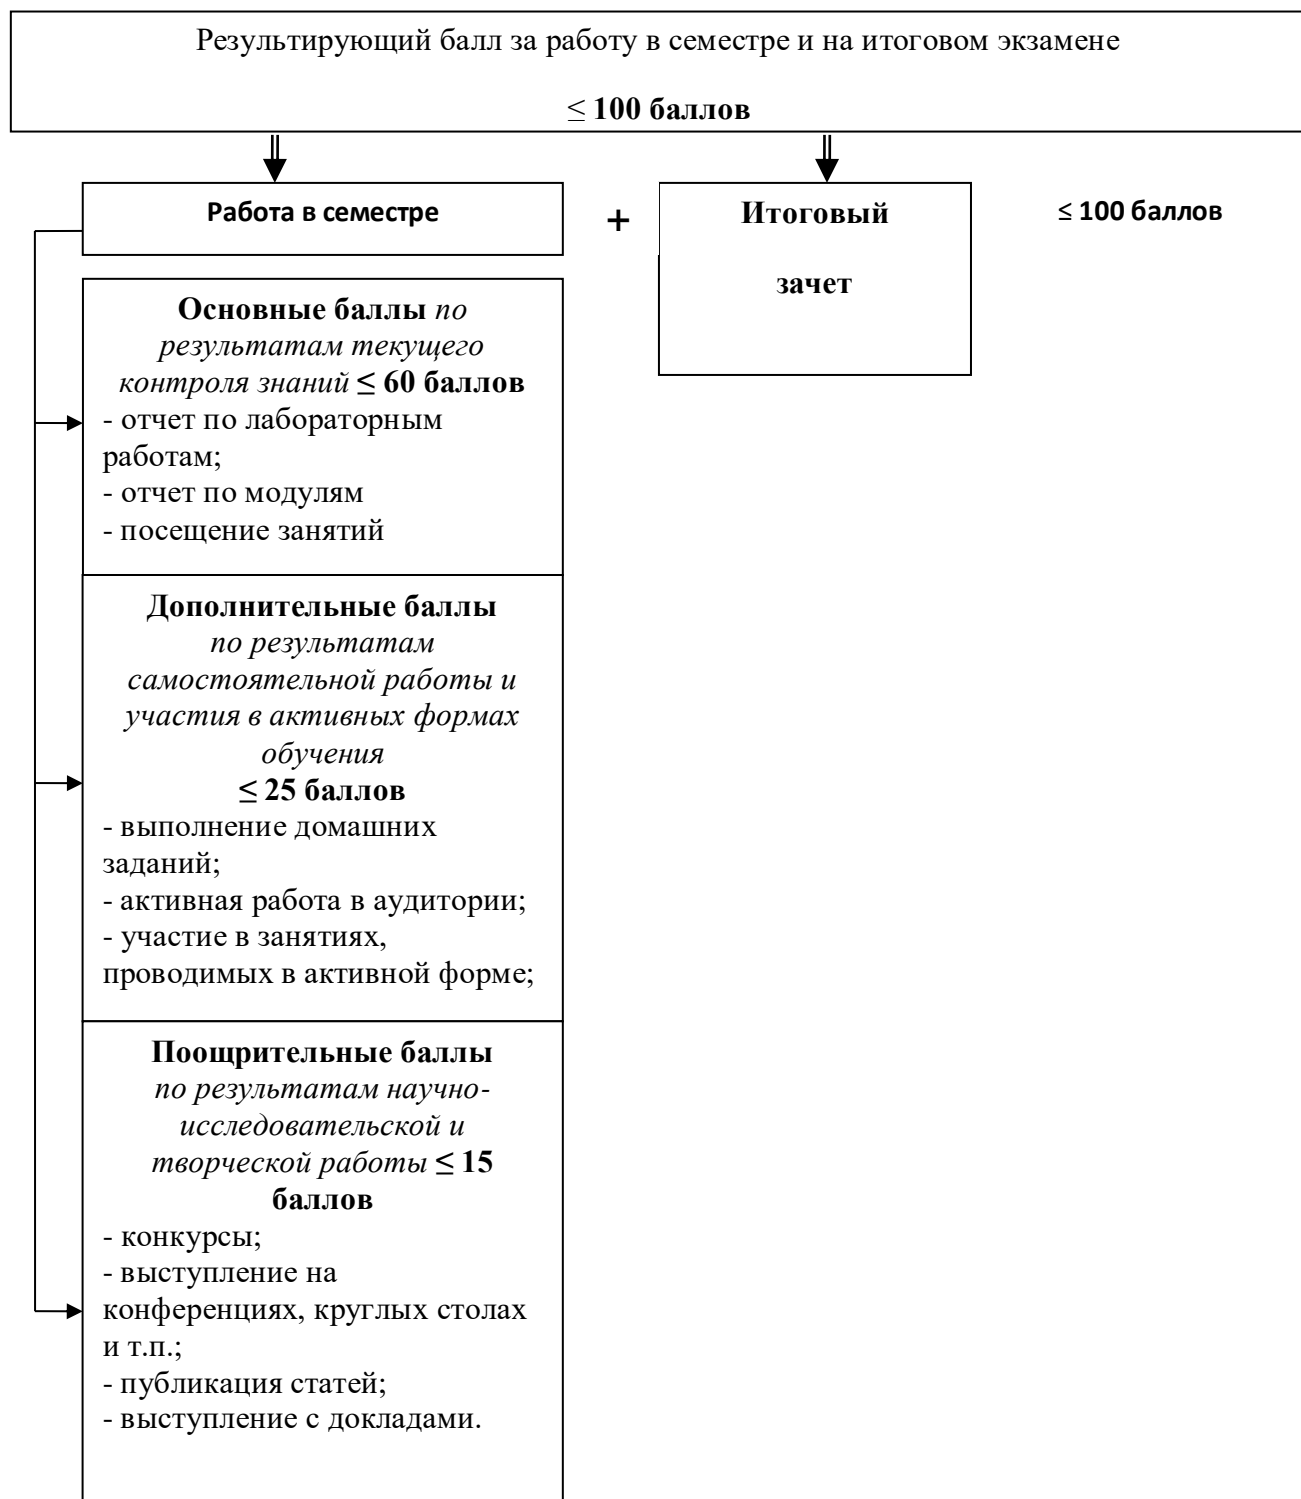 Результирующий балл за работу в семестре и на итоговом экзамене
≤ 100 баллов
Работа в семестре
+
Итоговый
зачет
≤ 100 баллов
Основные баллы по
результатам текущего
контроля знаний ≤ 60 баллов
- отчет по лабораторным
работам;
- отчет по модулям
- посещение занятий
Дополнительные баллы
по результатам
самостоятельной работы и
участия в активных формах
обучения
≤ 25 баллов
- выполнение домашних
заданий;
- активная работа в аудитории;
- участие в занятиях,
проводимых в активной форме;
Поощрительные баллы
по результатам научно-
исследовательской и
творческой работы ≤ 15
баллов
- конкурсы;
- выступление на
конференциях, круглых столах
и т.п.;
- публикация статей;
- выступление с докладами.